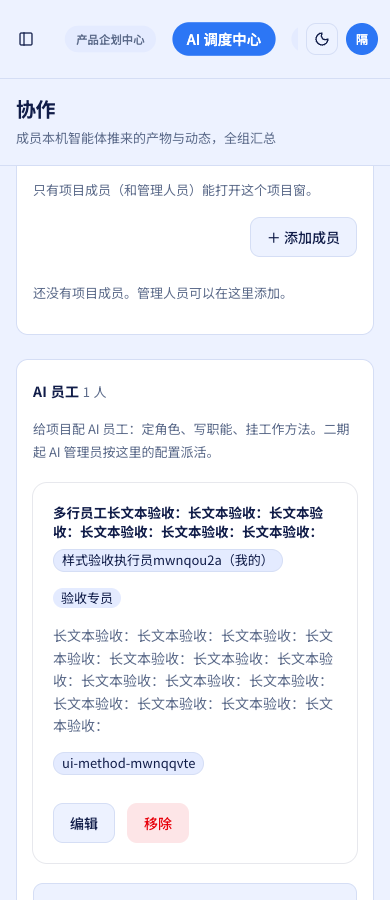 产品企划中心
AI 调度中心
隔
协作
成员本机智能体推来的产物与动态，全组汇总
只有项目成员（和管理人员）能打开这个项目窗。
＋ 添加成员
还没有项目成员。管理人员可以在这里添加。
AI 员工 1 人
给项目配 AI 员工：定角色、写职能、挂工作方法。二期
起 AI 管理员按这里的配置派活。
多行员工长文本验收：长文本验收：长文本验
收：长文本验收：长文本验收：长文本验收：
样式验收执行员mwnqou2a（我的）
验收专员
长文本验收：长文本验收：长文本验收：长文
本验收：长文本验收：长文本验收：长文本验
收：长文本验收：长文本验收：长文本验收：
长文本验收：长文本验收：长文本验收：长文
本验收：
ui-method-mwnqqvte
编辑
移除